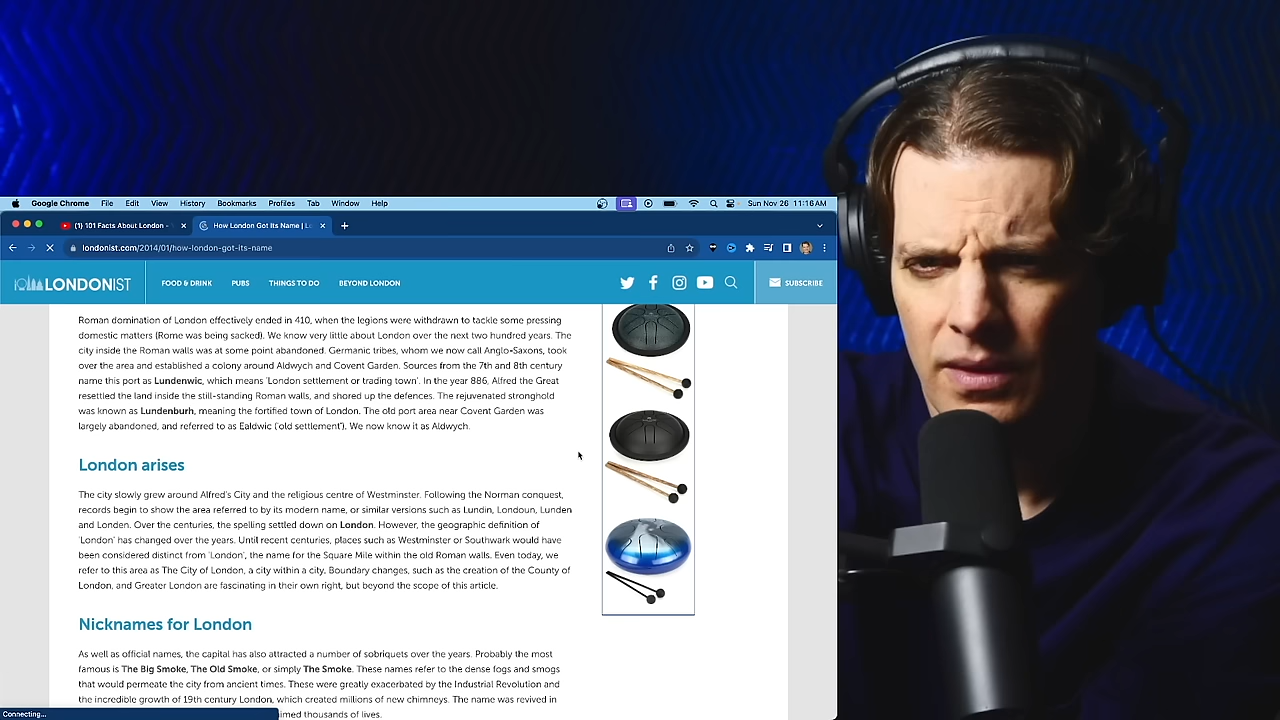 Google Chrome File Edit View History Bookmarks Profiles Tab Window Help Sun Nov 26 11:16 AM
(1) 101 Facts About London - How London Got Its Name | L
londonist.com/2014/01/how-london-got-its-name
LONDONIST FOOD & DRINK PUBS THINGS TO DO BEYOND LONDON SUBSCRIBE
Roman domination of London effectively ended in 410, when the legions were withdrawn to tackle some pressing
domestic matters (Rome was being sacked). We know very little about London over the next two hundred years. The
city inside the Roman walls was at some point abandoned. Germanic tribes, whom we now call Anglo-Saxons, took
over the area and established a colony around Aldwych and Covent Garden. Sources from the 7th and 8th century
name this port as Lundenwic, which means 'London settlement or trading town'. In the year 886, Alfred the Great
resettled the land inside the still-standing Roman walls, and shored up the defences. The rejuvenated stronghold
was known as Lundenburh, meaning the fortified town of London. The old port area near Covent Garden was
largely abandoned, and referred to as Ealdwic ('old settlement'). We now know it as Aldwych.
London arises
The city slowly grew around Alfred's City and the religious centre of Westminster. Following the Norman conquest,
records begin to show the area referred to by its modern name, or similar versions such as Lundin, Londoun, Lunden
and Londen. Over the centuries, the spelling settled down on London. However, the geographic definition of
'London' has changed over the years. Until recent centuries, places such as Westminster or Southwark would have
been considered distinct from 'London', the name for the Square Mile within the old Roman walls. Even today, we
refer to this area as The City of London, a city within a city. Boundary changes, such as the creation of the County of
London, and Greater London are fascinating in their own right, but beyond the scope of this article.
Nicknames for London
As well as official names, the capital has also attracted a number of sobriquets over the years. Probably the most
famous is The Big Smoke, The Old Smoke, or simply The Smoke. These names refer to the dense fogs and smogs
that would permeate the city from ancient times. These were greatly exacerbated by the Industrial Revolution and
the incredible growth of 19th century London, which created millions of new chimneys. The name was revived in
Connecting... imed thousands of lives.